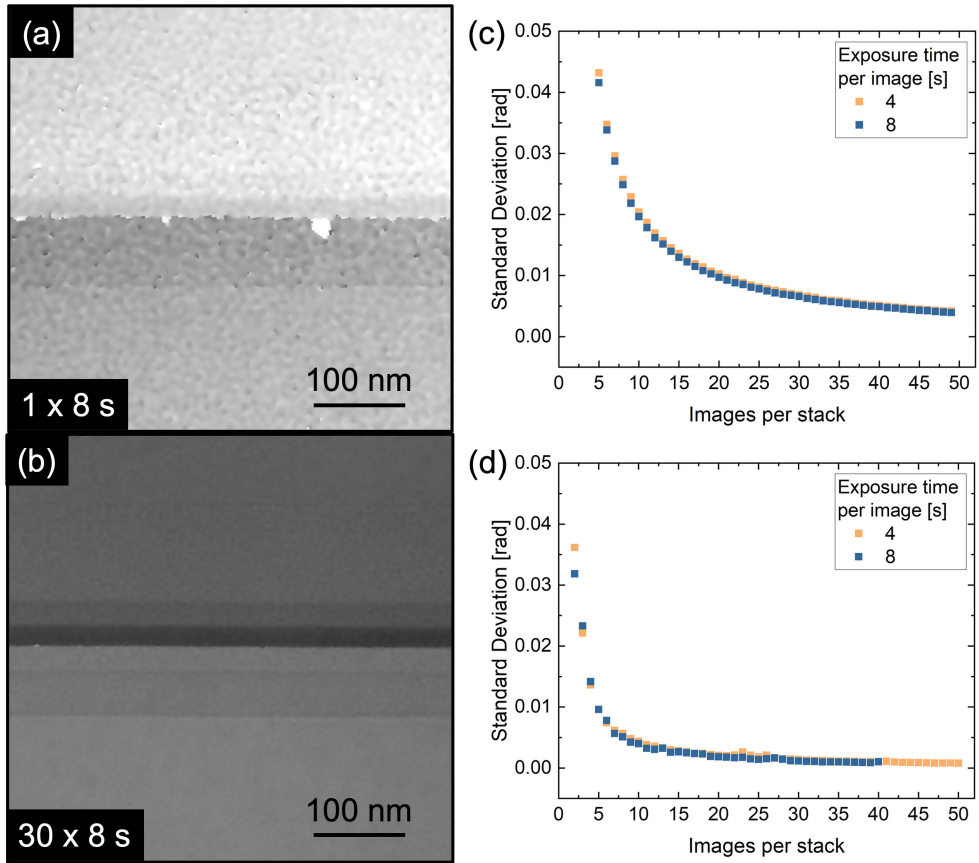 (a)
100 nm
1 x 8 s
(b)
100 nm
30 x 8 s
(c)
0.05
0.04
0.03
0.02
0.01
0.00
Standard Deviation [rad]
Exposure time
per image [s]
4
8
0 5 10 15 20 25 30 35 40 45 50
Images per stack
(d)
0.05
0.04
0.03
0.02
0.01
0.00
Standard Deviation [rad]
Exposure time
per image [s]
4
8
0 5 10 15 20 25 30 35 40 45 50
Images per stack